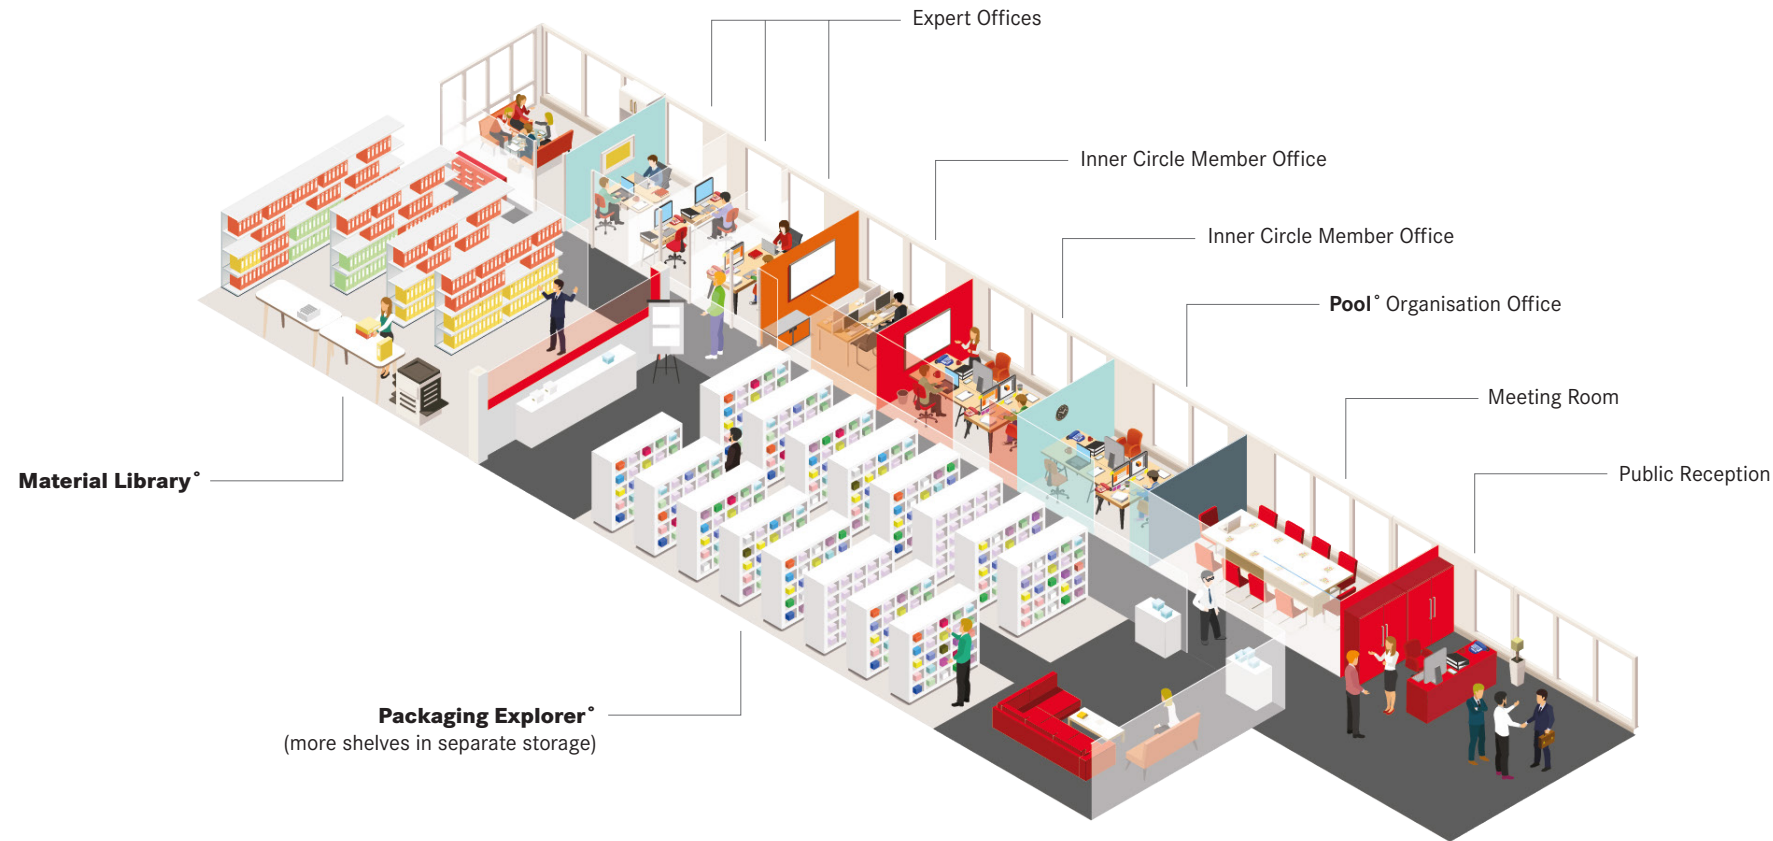 Expert Offices
Inner Circle Member Office
Inner Circle Member Office
Pool° Organisation Office
Meeting Room
Public Reception
Material Library°
Packaging Explorer°
(more shelves in separate storage)